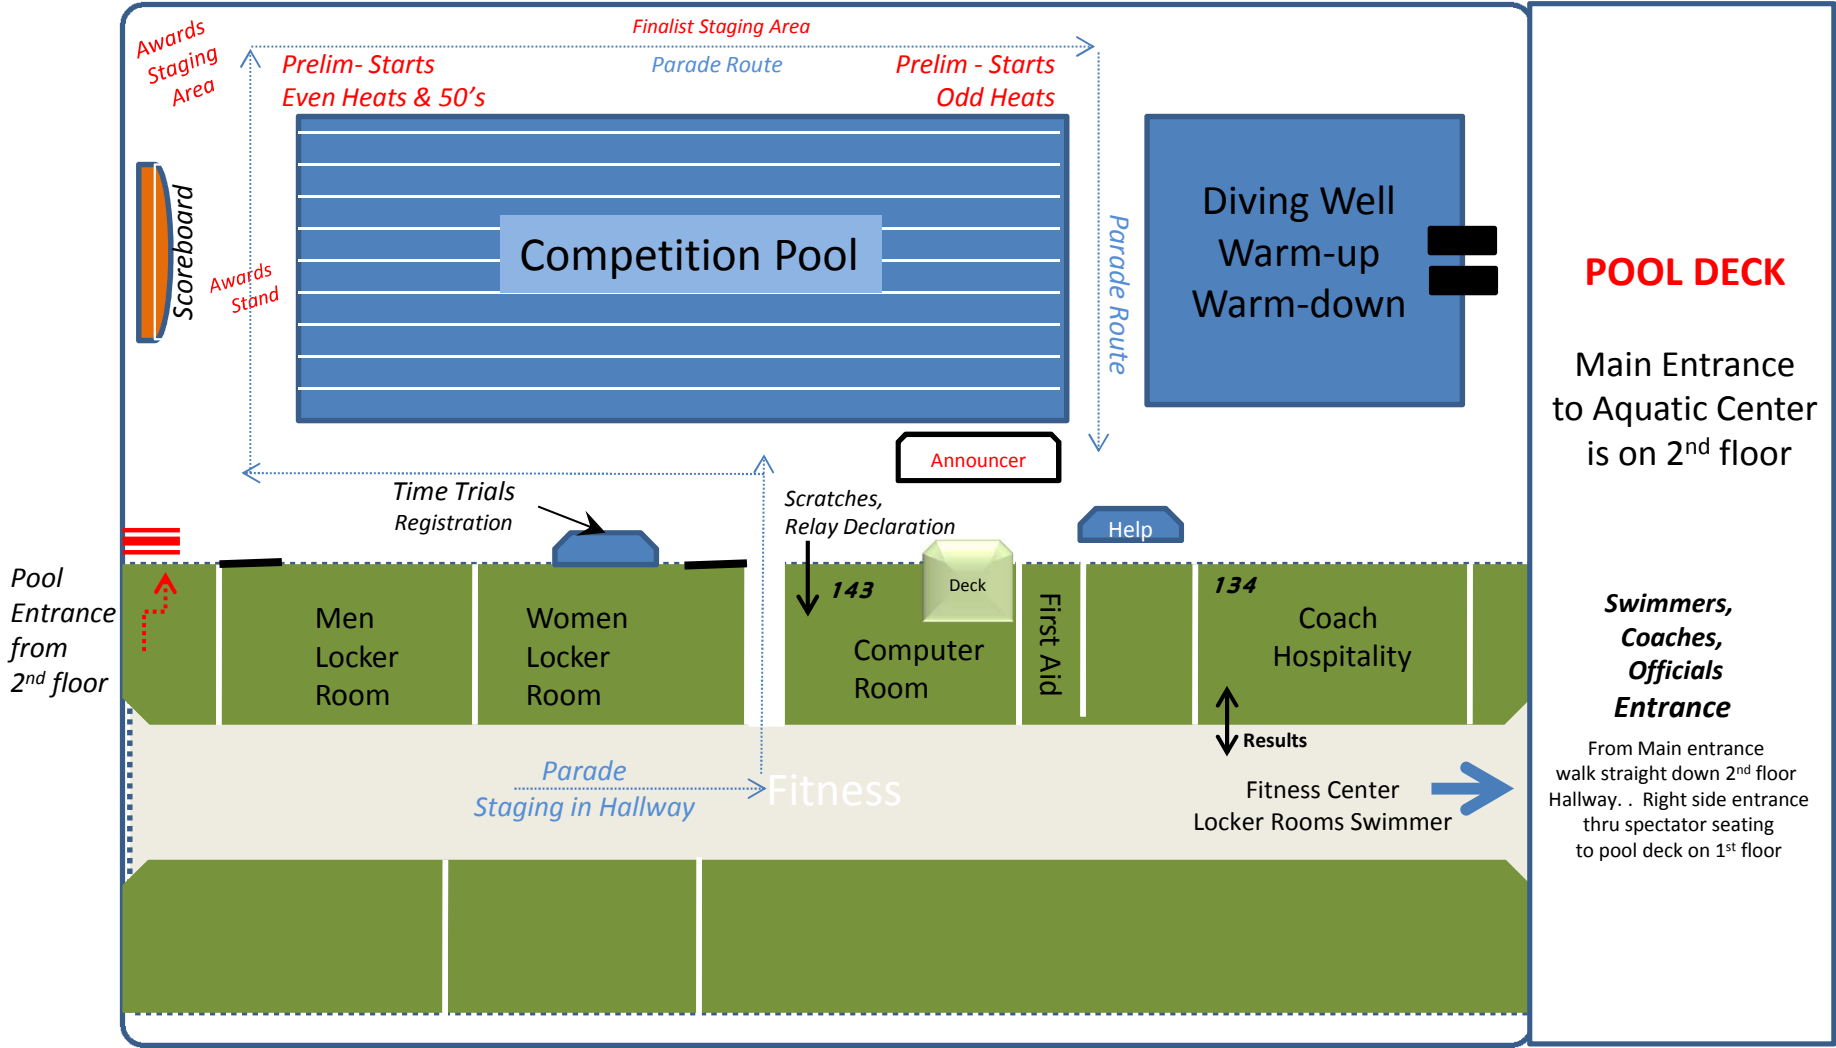 Awards
Staging
Area
Finalist Staging Area
Prelim- Starts
Even Heats & 50's
Parade Route
Prelim - Starts
Odd Heats
Scoreboard
Awards
Stand
Competition Pool
Parade Route
Diving Well
Warm-up
Warm-down
Announcer
Time Trials
Registration
Scratches,
Relay Declaration
Help
Pool
Entrance
from
2nd floor
Men
Locker
Room
Women
Locker
Room
143
Deck
Computer
Room
First Aid
134
Coach
Hospitality
Results
Parade
Staging in Hallway
Fitness
Fitness Center
Locker Rooms Swimmer
POOL DECK
Main Entrance
to Aquatic Center
is on 2nd floor
Swimmers,
Coaches,
Officials
Entrance
From Main entrance
walk straight down 2nd floor
Hallway. . Right side entrance
thru spectator seating
to pool deck on 1st floor